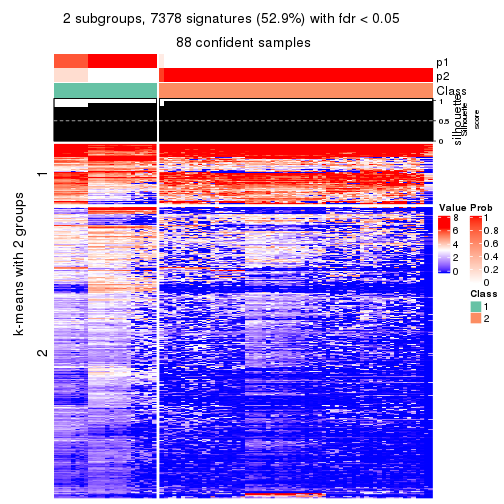 2 subgroups, 7378 signatures (52.9%) with fdr < 0.05
88 confident samples
p1
p2
Class
silhouette
Silhouette
score
1
0.5
0
k-means with 2 groups
1
2
Value
8
6
4
2
0
Prob
1
0.8
0.6
0.4
0.2
0
Class
1
2